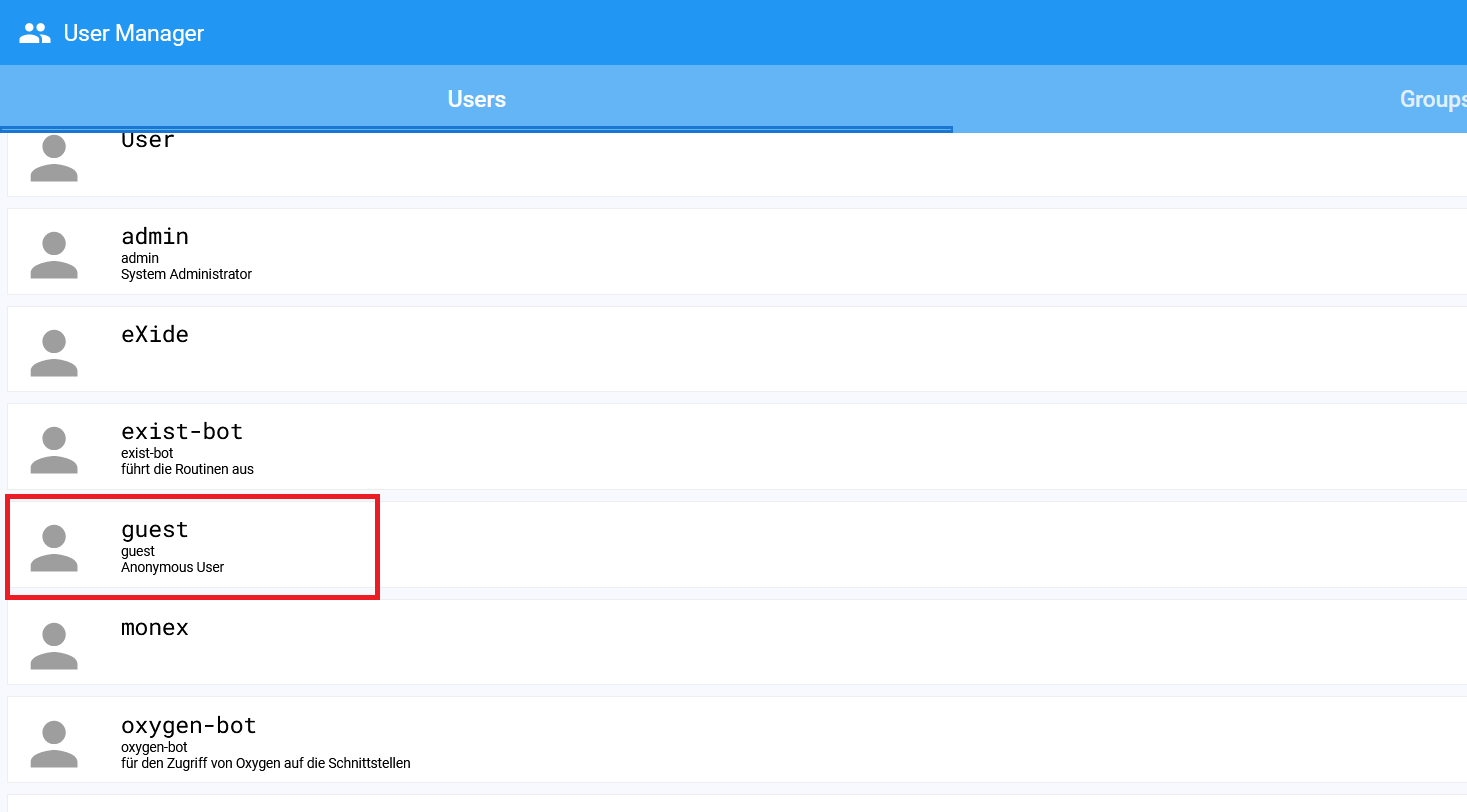 User Manager
Users
Groups
User
admin
admin
System Administrator
eXide
exist-bot
exist-bot
führt die Routinen aus
guest
guest
Anonymous User
monex
oxygen-bot
oxygen-bot
für den Zugriff von Oxygen auf die Schnittstellen